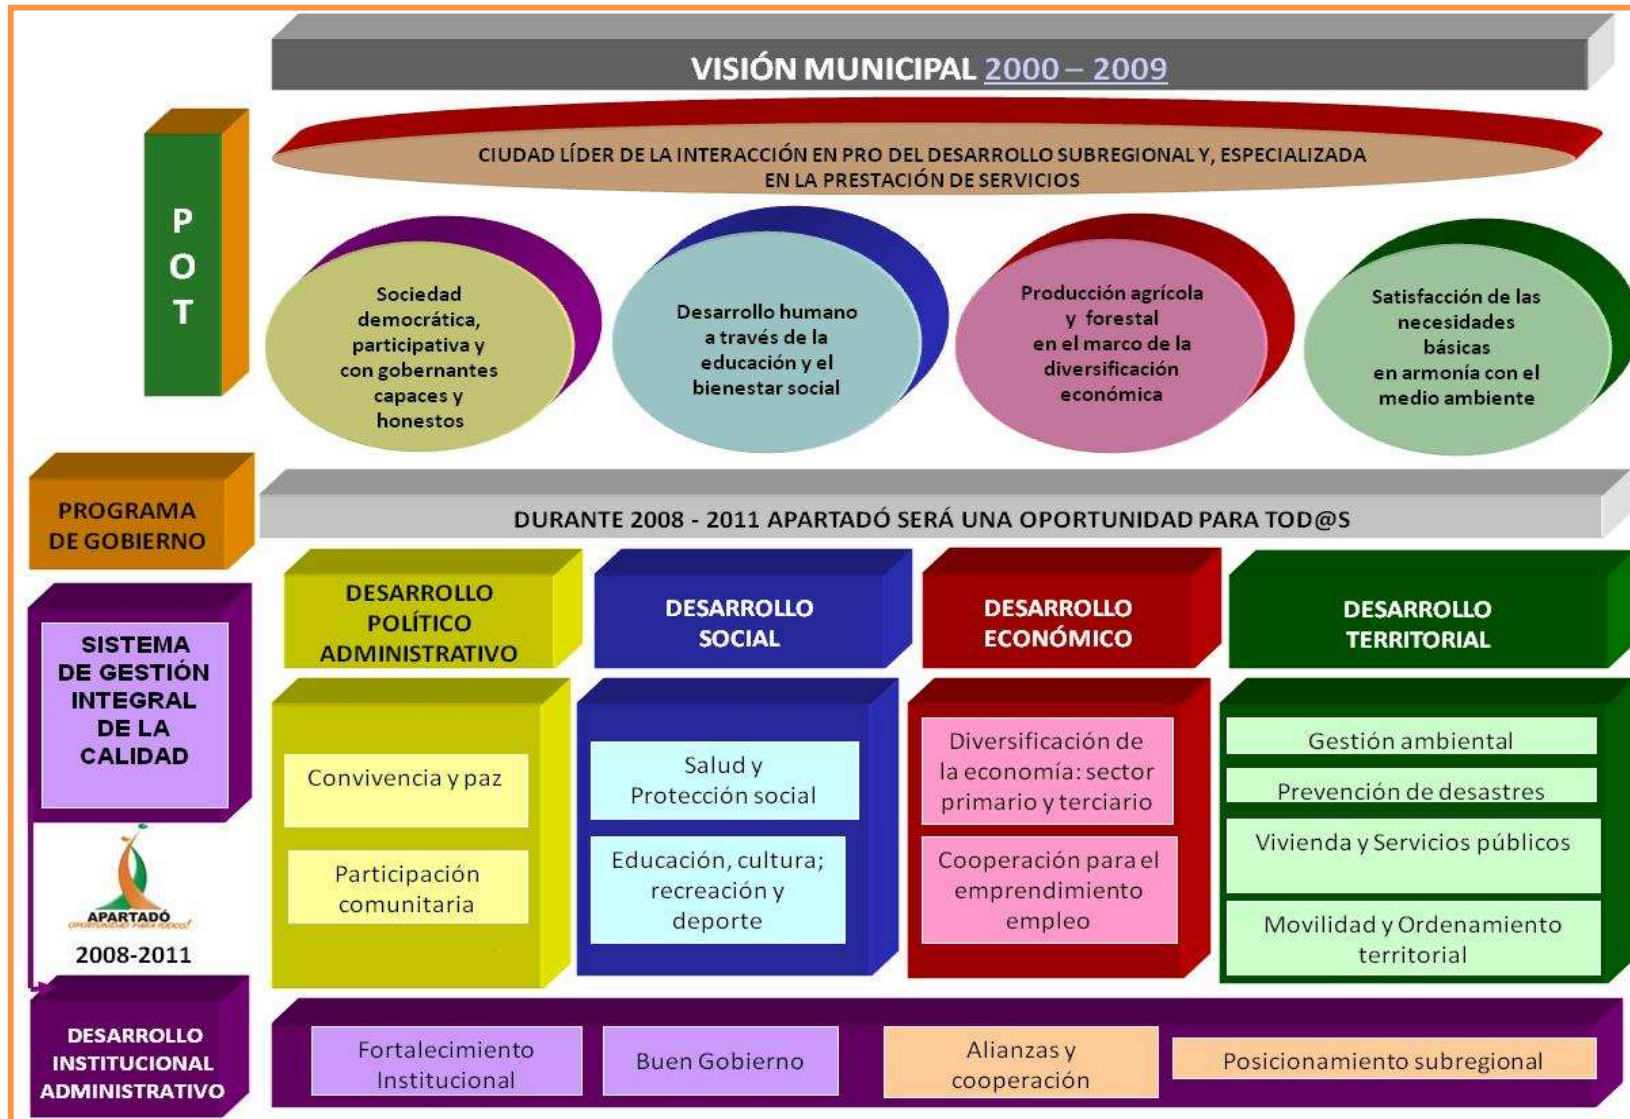 VISIÓN MUNICIPAL 2000 – 2009
CIUDAD LÍDER DE LA INTERACCIÓN EN PRO DEL DESARROLLO SUBREGIONAL Y, ESPECIALIZADA
EN LA PRESTACIÓN DE SERVICIOS
P
O
T
Sociedad
democrática,
participativa y
con gobernantes
capaces y
honestos
Desarrollo humano
a través de la
educación y el
bienestar social
Producción agrícola
y forestal
en el marco de la
diversificación
económica
Satisfacción de las
necesidades
básicas
en armonía con el
medio ambiente
PROGRAMA
DE GOBIERNO
DURANTE 2008 - 2011 APARTADÓ SERÁ UNA OPORTUNIDAD PARA TOD@S
SISTEMA
DE GESTIÓN
INTEGRAL
DE LA
CALIDAD
DESARROLLO
POLÍTICO
ADMINISTRATIVO
DESARROLLO
SOCIAL
DESARROLLO
ECONÓMICO
DESARROLLO
TERRITORIAL
Convivencia y paz
Participación
comunitaria
Salud y
Protección social
Educación, cultura;
recreación y
deporte
Diversificación de
la economía: sector
primario y terciario
Cooperación para el
emprendimiento
empleo
Gestión ambiental
Prevención de desastres
Vivienda y Servicios públicos
Movilidad y Ordenamiento
territorial
APARTADÓ
OPORTUNIDAD PARA TODOS!
2008-2011
DESARROLLO
INSTITUCIONAL
ADMINISTRATIVO
Fortalecimiento
Institucional
Buen Gobierno
Alianzas y
cooperación
Posicionamiento subregional